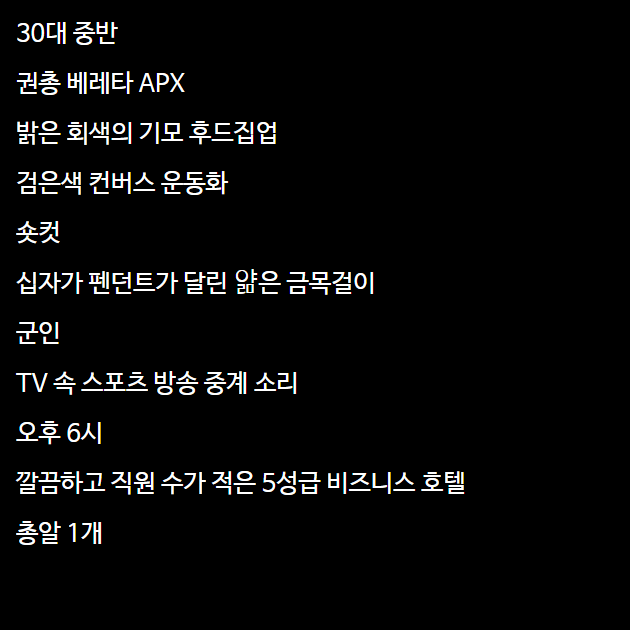 30대 중반
권총 베레타 APX
밝은 회색의 기모 후드집업
검은색 컨버스 운동화
숏컷
십자가 펜던트가 달린 얇은 금목걸이
군인
TV 속 스포츠 방송 중계 소리
오후 6시
깔끔하고 직원 수가 적은 5성급 비즈니스 호텔
총알 1개